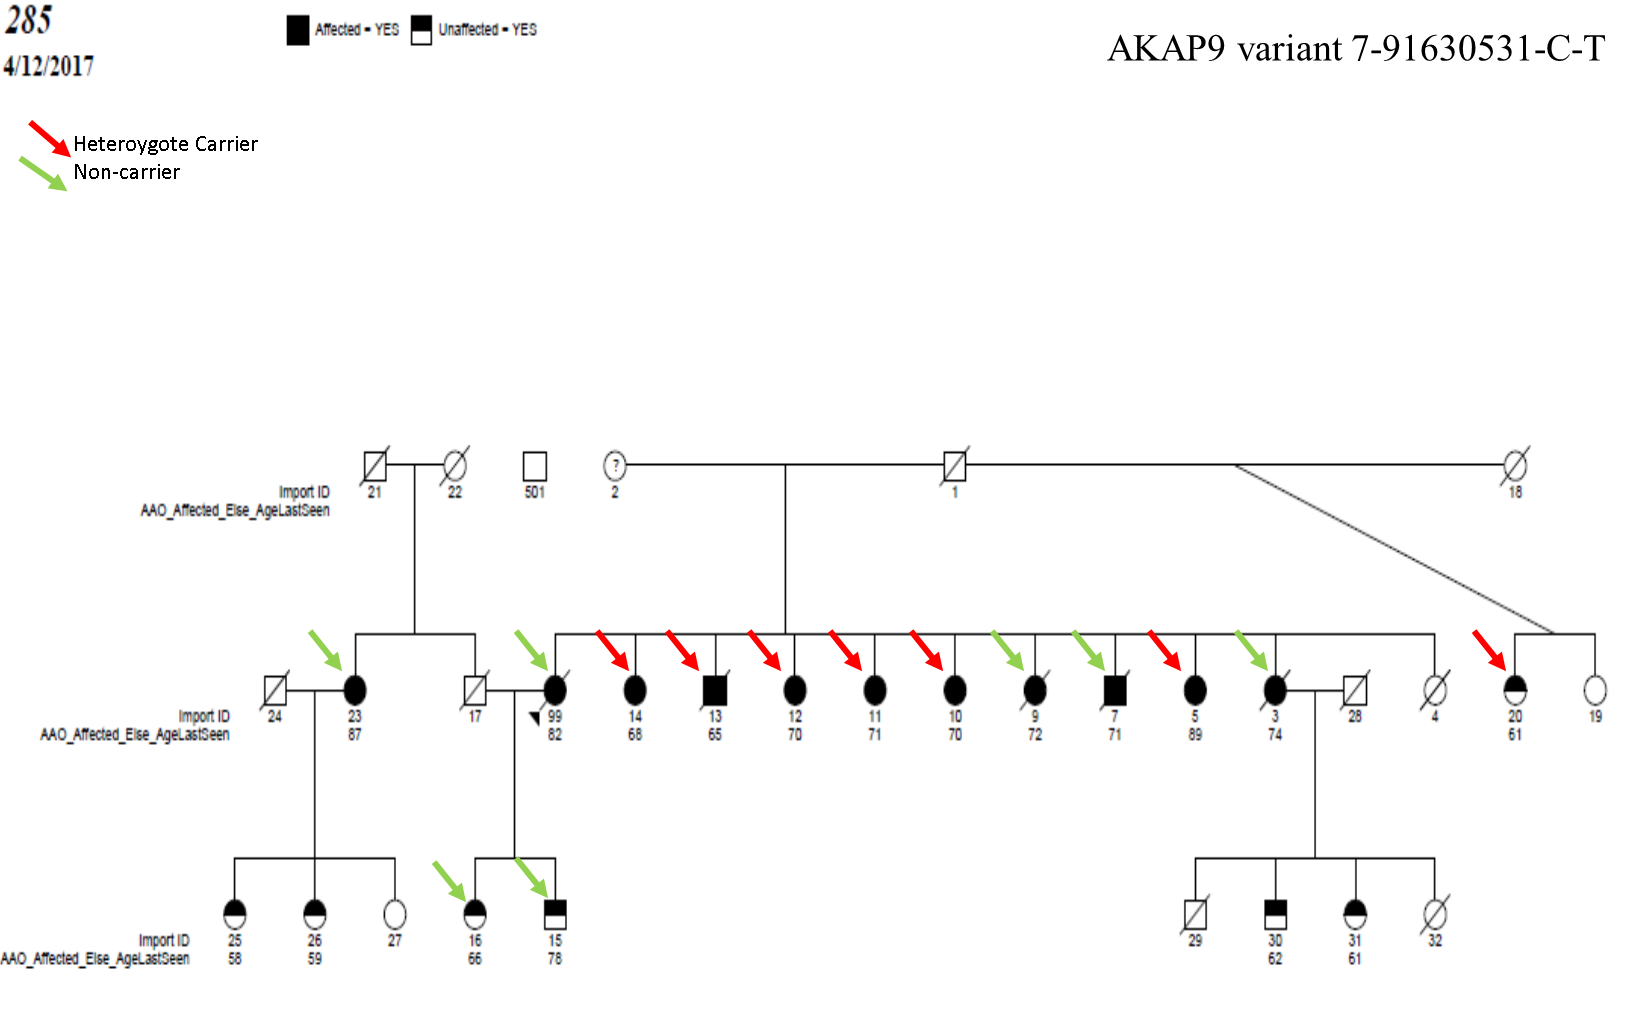 285
4/12/2017
Affected = YES Unaffected = YES
AKAP9 variant 7-91630531-C-T
Heteroygote Carrier
Non-carrier
?
Import ID 21 22 501 2 1 18
AAO_Affected_Else_AgeLastSeen
Import ID 24 23 17 99 14 13 12 11 10 9 7 5 3 28 4 20 19
AAO_Affected_Else_AgeLastSeen 87 82 68 65 70 71 70 72 71 89 74 61
Import ID 25 26 27 16 15 29 30 31 32
AAO_Affected_Else_AgeLastSeen 58 59 66 78 62 61